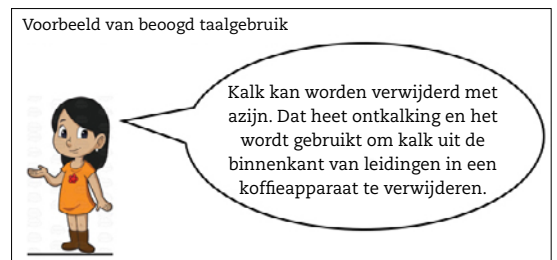 Voorbeeld van beoogd taalgebruik
Kalk kan worden verwijderd met
azijn. Dat heet ontkalking en het
wordt gebruikt om kalk uit de
binnenkant van leidingen in een
koffieapparaat te verwijderen.